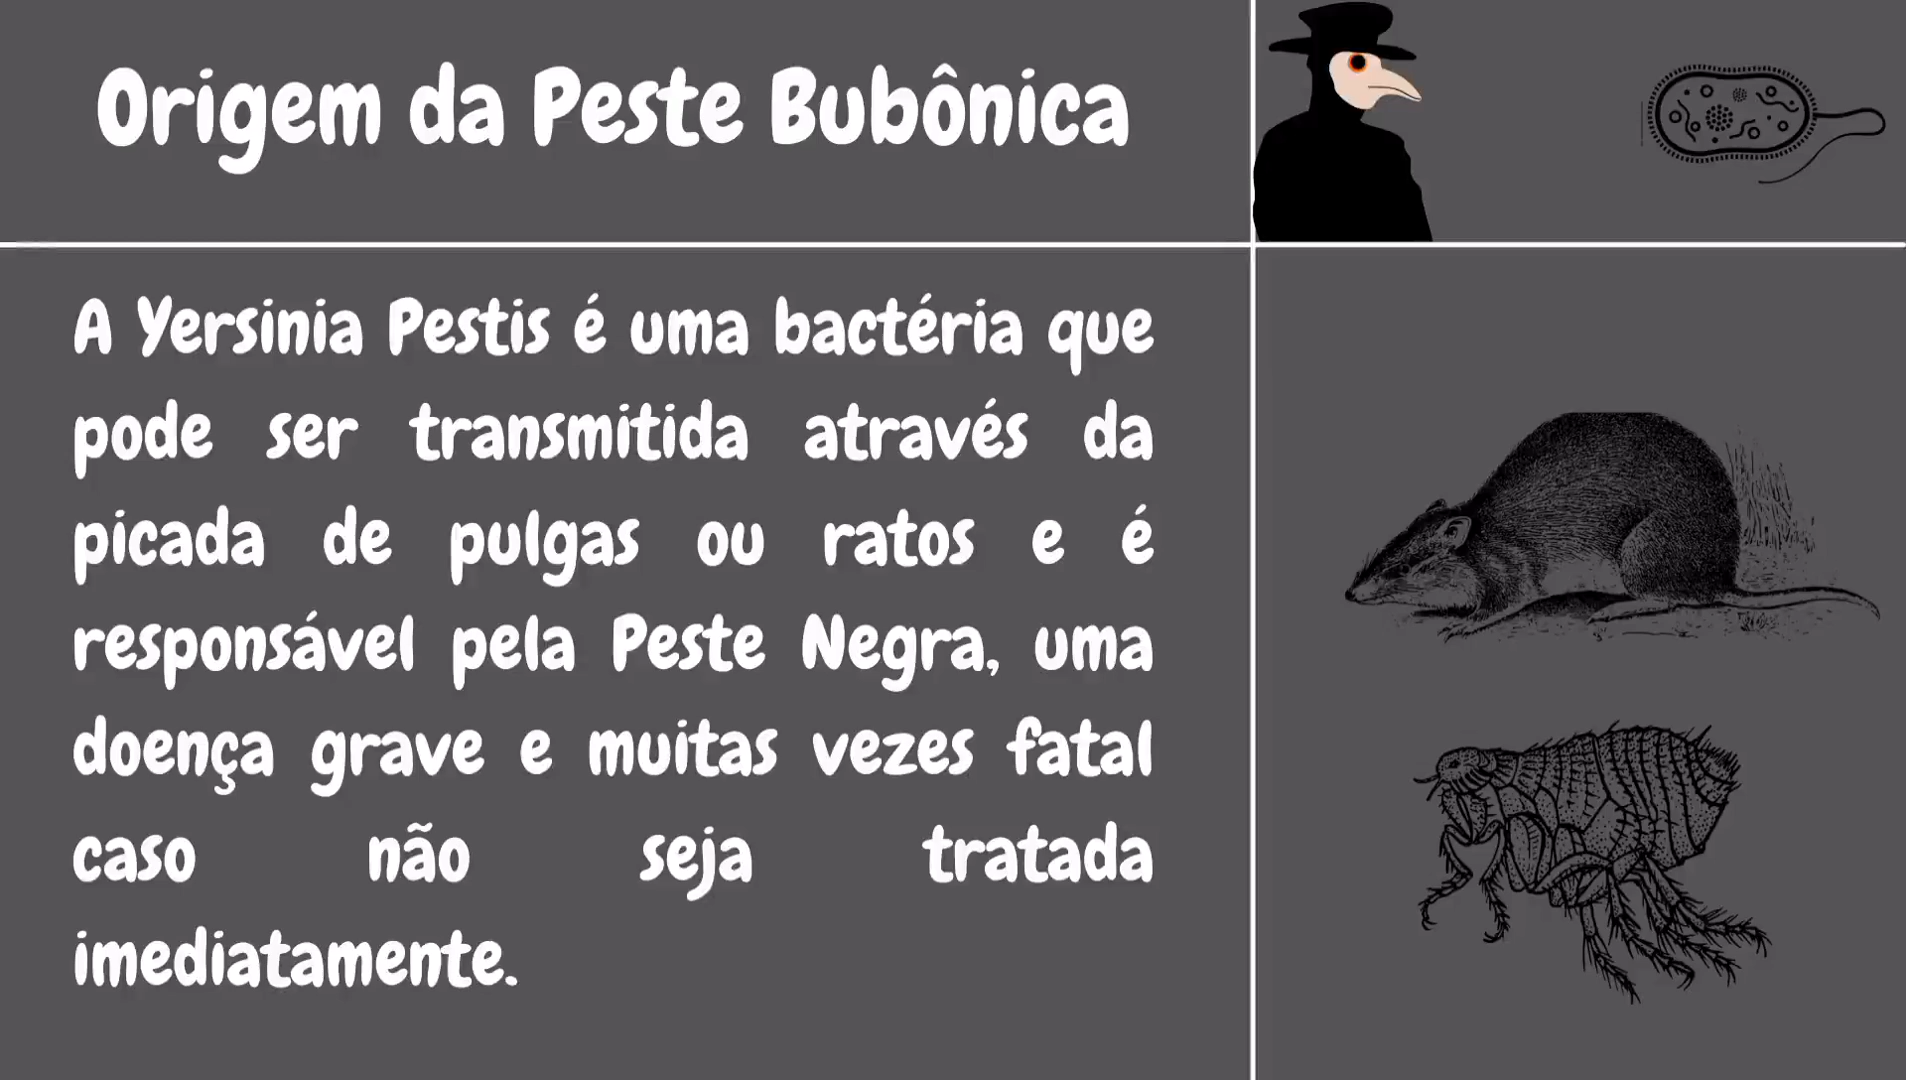 Origem da Peste Bubônica
A Yersinia Pestis é uma bactéria que
pode ser transmitida através da
picada de pulgas ou ratos e é
responsável pela Peste Negra, uma
doença grave e muitas vezes fatal
caso não seja tratada
imediatamente.